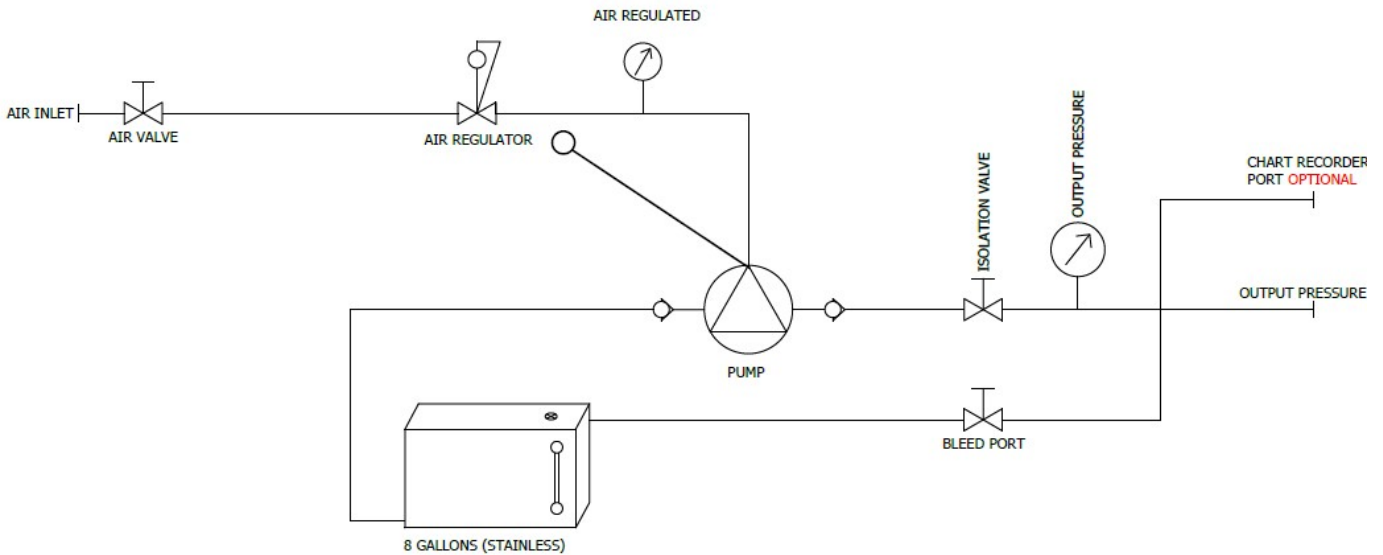 AIR REGULATED
AIR INLET
AIR VALVE
AIR REGULATOR
ISOLATION VALVE
OUTPUT PRESSURE
CHART RECORDER
PORT OPTIONAL
OUTPUT PRESSURE
PUMP
BLEED PORT
8 GALLONS (STAINLESS)